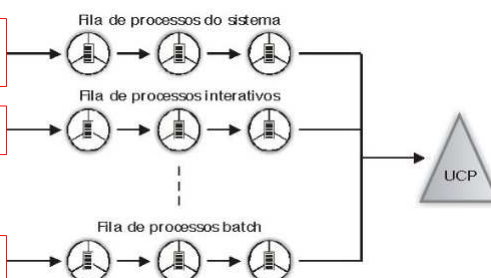 Fila de processos do sistema
Fila de processos interativos
UCP
Fila de processos batch